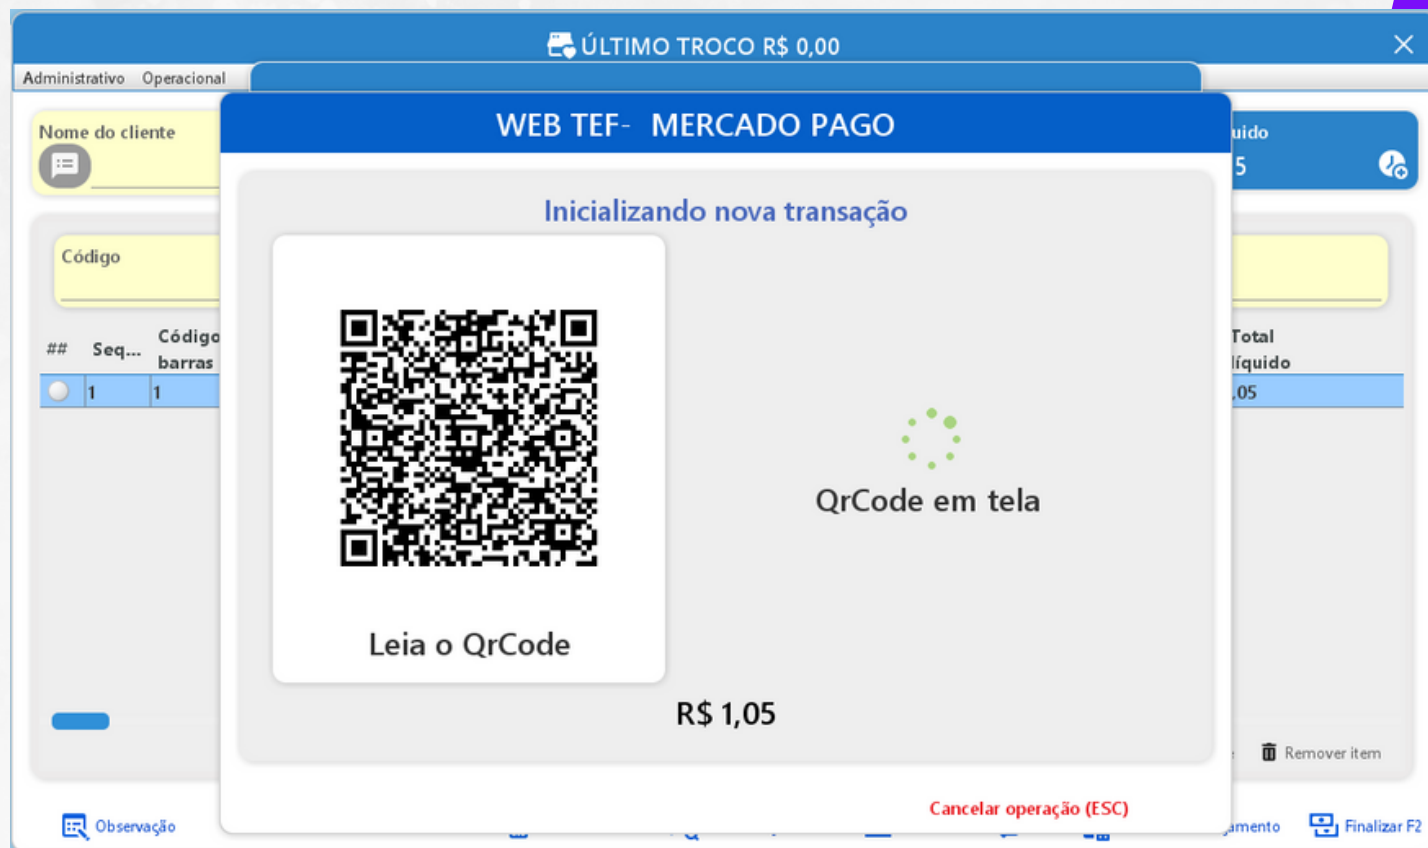 ÚLTIMO TROCO R$ 0,00
Administrativo Operacional
WEB TEF- MERCADO PAGO
Nome do cliente
5
Inicializando nova transação
Código
## Seq... Código
barras
Total
líquido
1 1
,05
QrCode em tela
Leia o QrCode
R$ 1,05
Remover item
Cancelar operação (ESC)
Observação
Finalizar F2